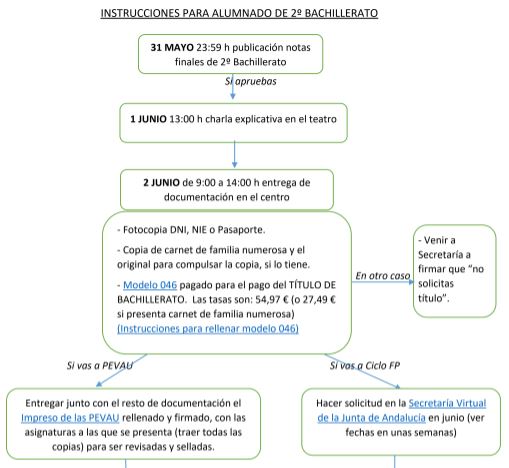 INSTRUCCIONES PARA ALUMNADO DE 2º BACHILLERATO
31 MAYO 23:59 h publicación notas
finales de 2º Bachillerato
Si apruebas
1 JUNIO 13:00 h charla explicativa en el teatro
2 JUNIO de 9:00 a 14:00 h entrega de
documentación en el centro
- Fotocopia DNI, NIE o Pasaporte.
- Copia de carnet de familia numerosa y el
original para compulsar la copia, si lo tiene.
- Modelo 046 pagado para el pago del TÍTULO DE
BACHILLERATO. Las tasas son: 54,97 € (o 27,49 €
si presenta carnet de familia numerosa)
(Instrucciones para rellenar modelo 046)
En otro caso
- Venir a
Secretaría a
firmar que “no
solicitas
título”.
Si vas a PEVAU
Si vas a Ciclo FP
Entregar junto con el resto de documentación el
Impreso de las PEVAU rellenado y firmado, con las
asignaturas a las que se presenta (traer todas las
copias) para ser revisadas y selladas.
Hacer solicitud en la Secretaría Virtual
de la Junta de Andalucía en junio (ver
fechas en unas semanas)